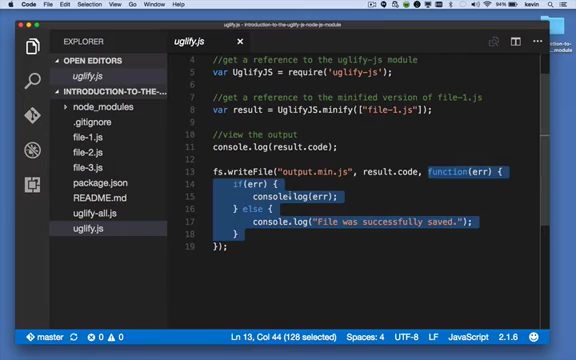 Code File Edit Selection View Go Window Help
94% kevin
uglify.js - introduction-to-the-uglify-js-node-js-module
EXPLORER
OPEN EDITORS
uglify.js
INTRODUCTION-TO-THE-...
node_modules
.gitignore
file-1.js
file-2.js
file-3.js
package.json
README.md
uglify-all.js
uglify.js
uglify.js
4 //get a reference to the uglify-js module
5 var UglifyJS = require('uglify-js');
6
7 //get a reference to the minified version of file-1.js
8 var result = UglifyJS.minify(["file-1.js"]);
9
10 //view the output
11 console.log(result.code);
12
13 fs.writeFile("output.min.js", result.code, function(err) {
14 if(err) {
15 console.log(err);
16 } else {
17 console.log("File was successfully saved.");
18 }
19 });
master 0 0 Ln 13, Col 44 (128 selected) Spaces: 4 UTF-8 LF JavaScript 2.1.6